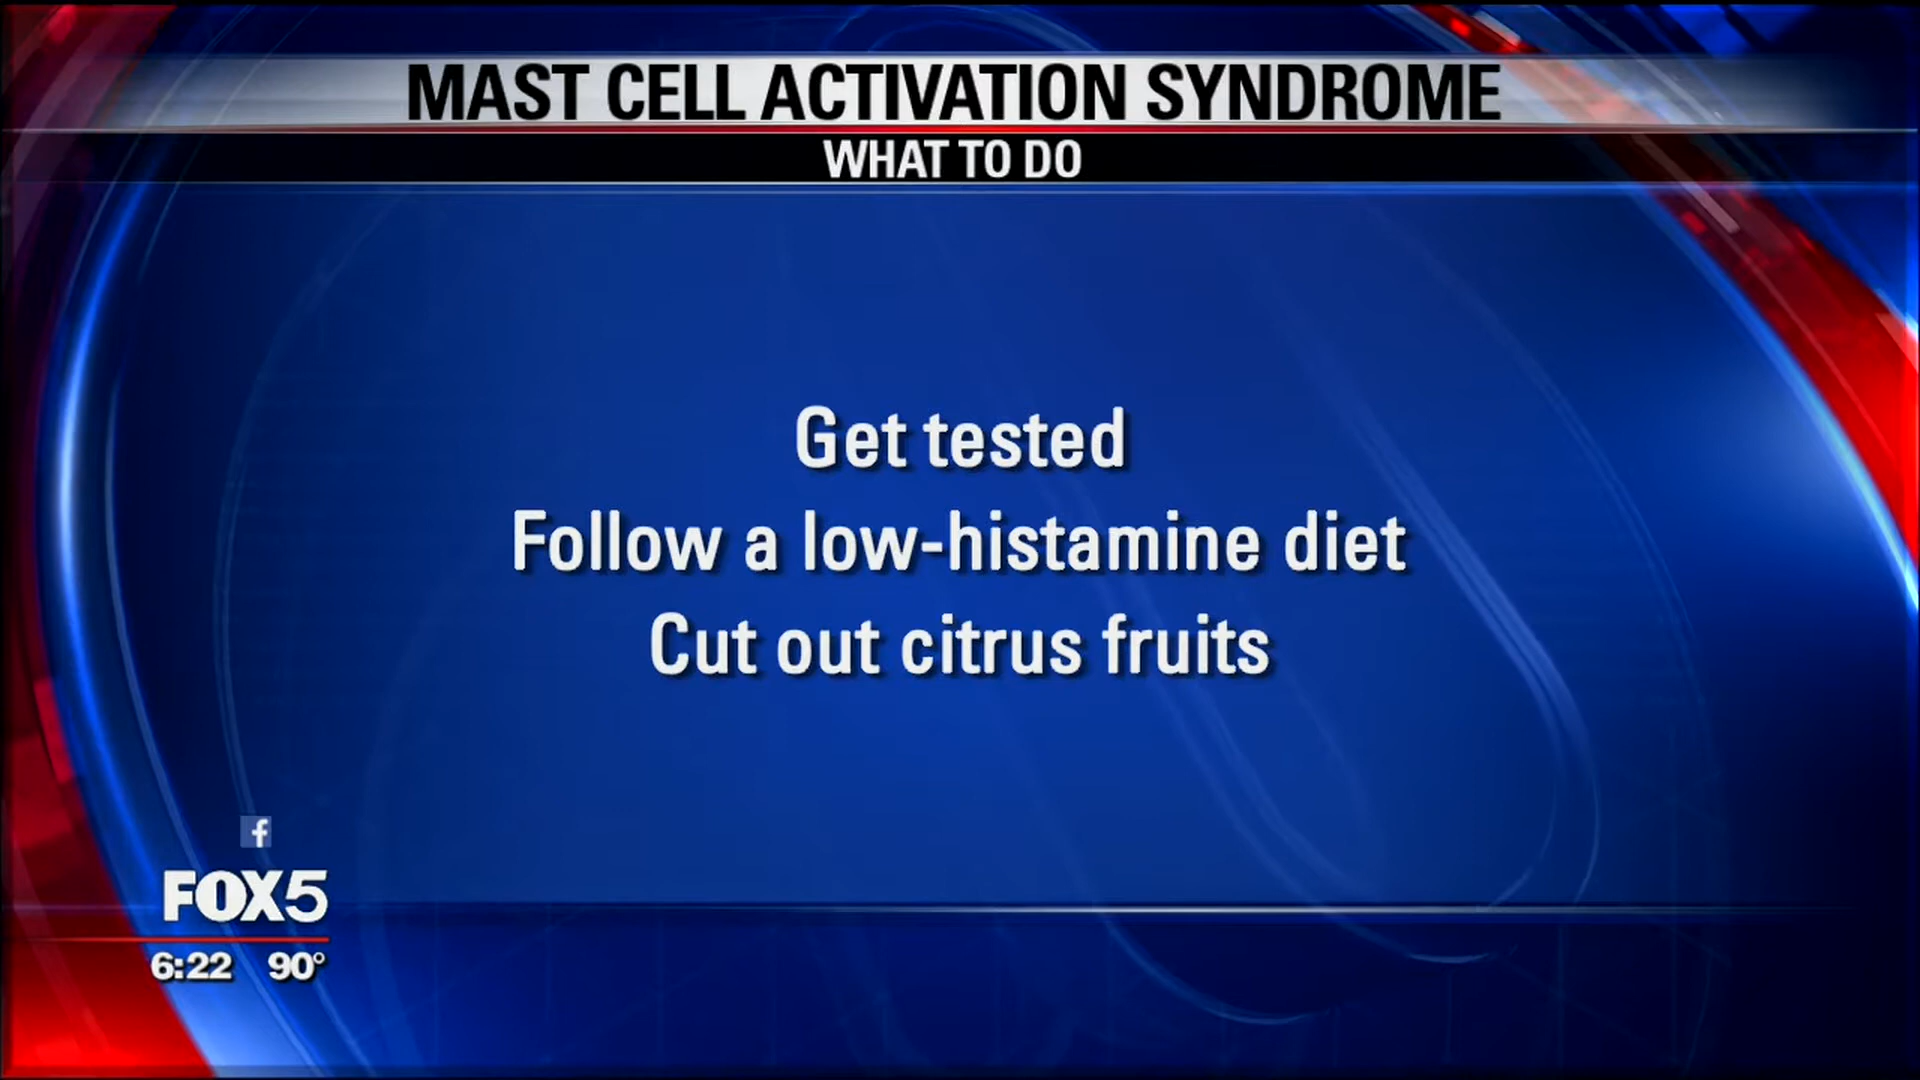 MAST CELL ACTIVATION SYNDROME
WHAT TO DO
Get tested
Follow a low-histamine diet
Cut out citrus fruits
f
FOX5
6:22 90°